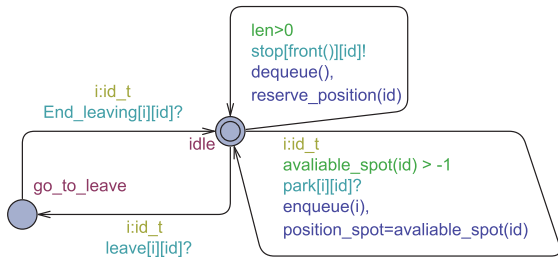 len>0
stop[front()][id]!
dequeue(),
reserve_position(id)
i:id_t
End_leaving[i][id]?
idle
i:id_t
avaliable_spot(id) > -1
park[i][id]?
enqueue(i),
position_spot=avaliable_spot(id)
go_to_leave
i:id_t
leave[i][id]?